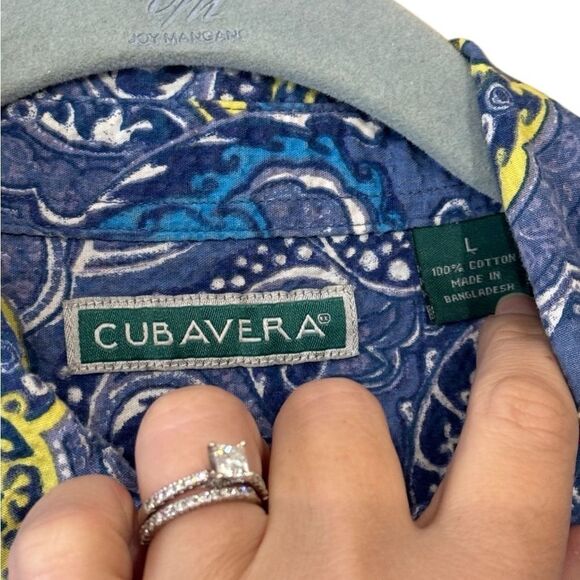 JOY MANGANO
CUBAVERA®
L
100% COTTON
MADE IN
BANGLADESH